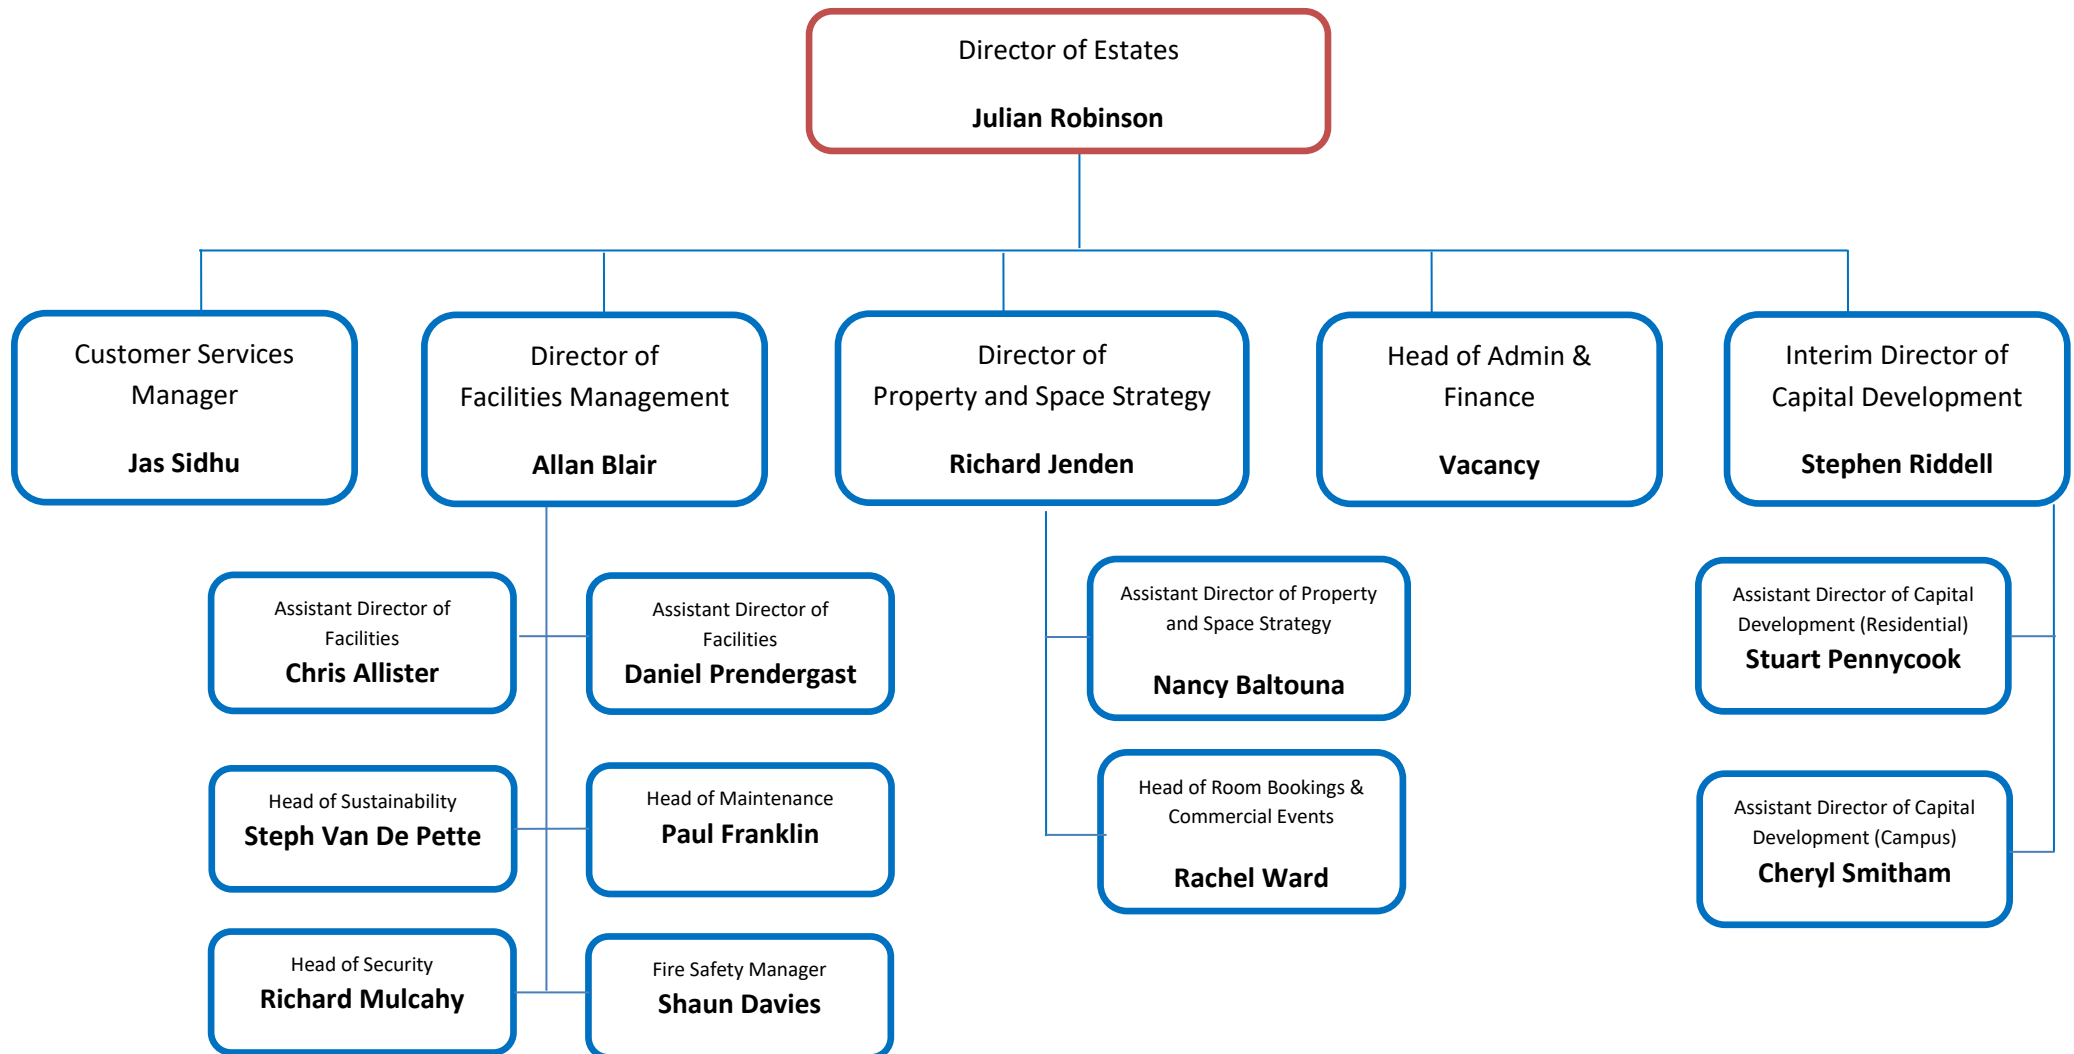 Director of Estates
Julian Robinson
Customer Services
Manager
Jas Sidhu
Director of
Facilities Management
Allan Blair
Director of
Property and Space Strategy
Richard Jenden
Head of Admin &
Finance
Vacancy
Interim Director of
Capital Development
Stephen Riddell
Assistant Director of
Facilities
Chris Allister
Assistant Director of
Facilities
Daniel Prendergast
Assistant Director of Property
and Space Strategy
Nancy Baltouna
Assistant Director of Capital
Development (Residential)
Stuart Pennycook
Head of Sustainability
Steph Van De Pette
Head of Maintenance
Paul Franklin
Head of Room Bookings &
Commercial Events
Rachel Ward
Assistant Director of Capital
Development (Campus)
Cheryl Smitham
Head of Security
Richard Mulcahy
Fire Safety Manager
Shaun Davies